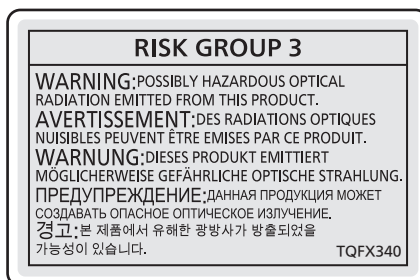 RISK GROUP 3
WARNING:POSSIBLY HAZARDOUS OPTICAL
RADIATION EMITTED FROM THIS PRODUCT.
AVERTISSEMENT:DES RADIATIONS OPTIQUES
NUISIBLES PEUVENT ÊTRE EMISES PAR CE PRODUIT.
WARNUNG:DIESES PRODUKT EMITTIERT
MÖGLICHERWEISE GEFÄHRLICHE OPTISCHE STRAHLUNG.
ПРЕДУПРЕЖДЕНИЕ:ДАННАЯ ПРОДУКЦИЯ МОЖЕТ
СОЗДАВАТЬ ОПАСНОЕ ОПТИЧЕСКОЕ ИЗЛУЧЕНИЕ.
경고:본 제품에서 유해한 광방사가 방출되었을
가능성이 있습니다.
TQFX340